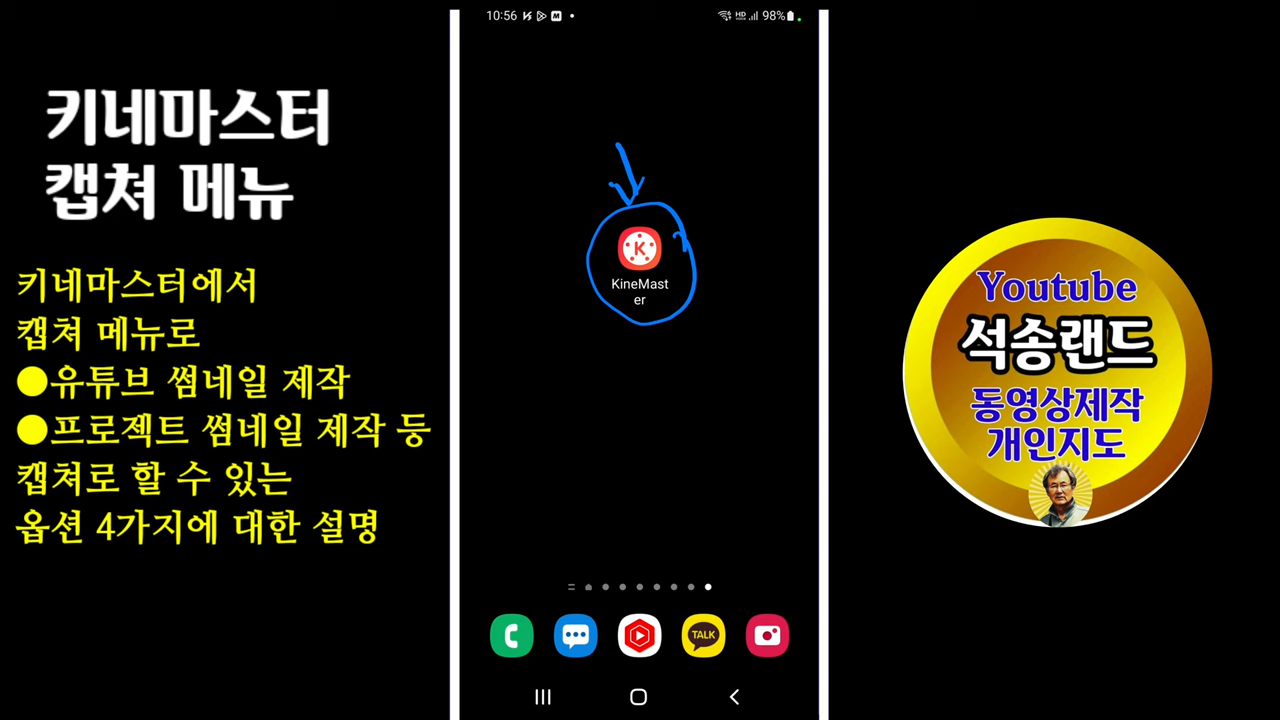 키네마스터
캡쳐 메뉴
키네마스터에서
캡쳐 메뉴로
●유튜브 썸네일 제작
●프로젝트 썸네일 제작 등
캡쳐로 할 수 있는
옵션 4가지에 대한 설명
10:56
HD
98%
K
KineMast
er
TALK
Youtube
석송랜드
동영상제작
개인지도